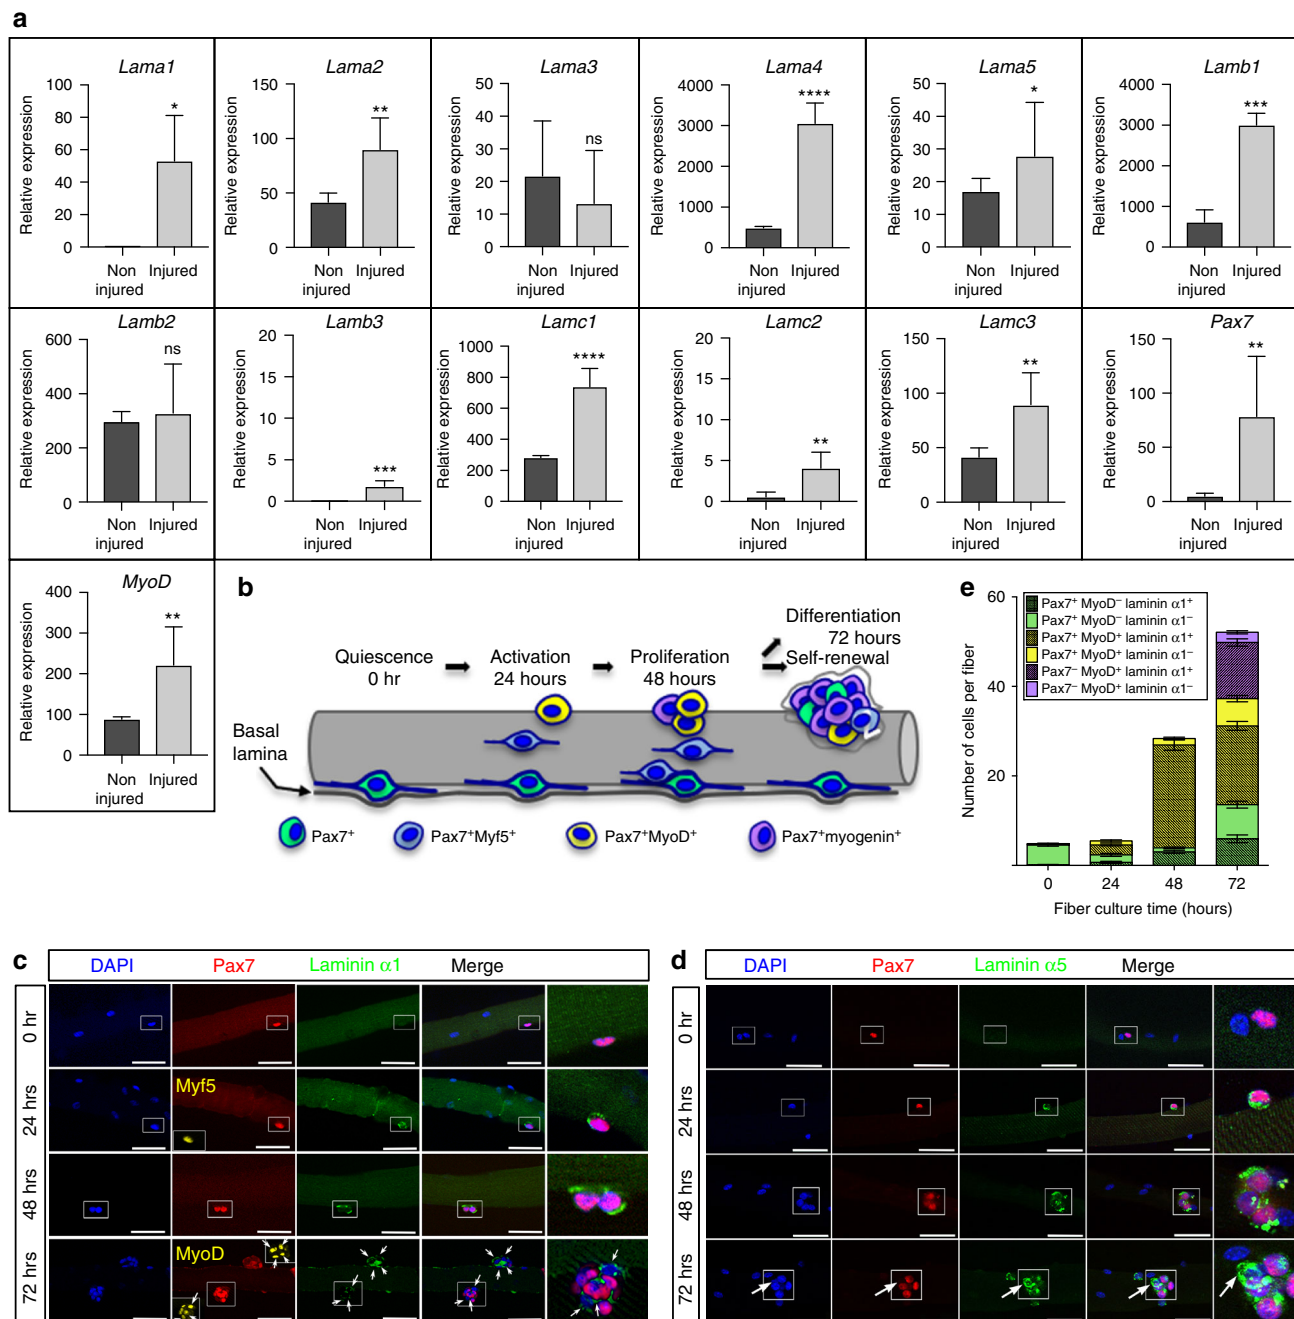 a
Lama1
Relative expression
100
80
60
40
20
0
*
Non injured
Injured
Lama2
Relative expression
150
100
50
0
**
Non injured
Injured
Lama3
Relative expression
50
40
30
20
10
0
ns
Non injured
Injured
Lama4
Relative expression
4000
3000
2000
1000
0
****
Non injured
Injured
Lama5
Relative expression
50
40
30
20
10
0
*
Non injured
Injured
Lamb1
Relative expression
4000
3000
2000
1000
0
***
Non injured
Injured
Lamb2
Relative expression
600
400
200
0
ns
Non injured
Injured
Lamb3
Relative expression
20
15
10
5
0
***
Non injured
Injured
Lamc1
Relative expression
1000
800
600
400
200
0
****
Non injured
Injured
Lamc2
Relative expression
20
15
10
5
0
**
Non injured
Injured
Lamc3
Relative expression
150
100
50
0
**
Non injured
Injured
Pax7
Relative expression
150
100
50
0
**
Non injured
Injured
MyoD
Relative expression
400
300
200
100
0
**
Non injured
Injured
b
Quiescence
0 hr
Activation
24 hours
Proliferation
48 hours
Differentiation
72 hours
Self-renewal
Basal
lamina
Pax7⁺
Pax7⁺Myf5⁺
Pax7⁺MyoD⁺
Pax7⁺myogenin⁺
e
Number of cells per fiber
60
40
20
Pax7⁺ MyoD⁻ laminin α1⁺
Pax7⁺ MyoD⁻ laminin α1⁻
Pax7⁺ MyoD⁺ laminin α1⁺
Pax7⁺ MyoD⁺ laminin α1⁻
Pax7⁻ MyoD⁺ laminin α1⁺
Pax7⁻ MyoD⁺ laminin α1⁻
0 24 48 72
Fiber culture time (hours)
c
DAPI Pax7 Laminin α1 Merge
0 hr
24 hrs
Myf5
48 hrs
72 hrs
MyoD
d
DAPI Pax7 Laminin α5 Merge
0 hr
24 hrs
48 hrs
72 hrs